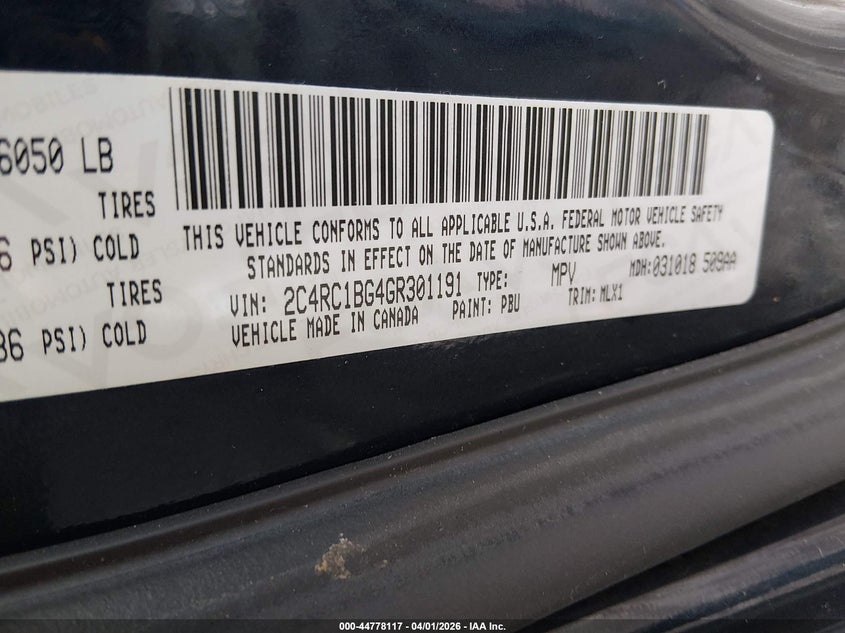 6050 LB
TIRES
6 PSI) COLD
TIRES
36 PSI) COLD
THIS VEHICLE CONFORMS TO ALL APPLICABLE U.S.A. FEDERAL MOTOR VEHICLE SAFETY
STANDARDS IN EFFECT ON THE DATE OF MANUFACTURE SHOWN ABOVE.
VIN: 2C4RC1BG4GR301191 TYPE: MPV MDH:031018 509AA
VEHICLE MADE IN CANADA PAINT: PBU TRIM: MLX1
000-44778117 - 04/01/2026 - IAA Inc.